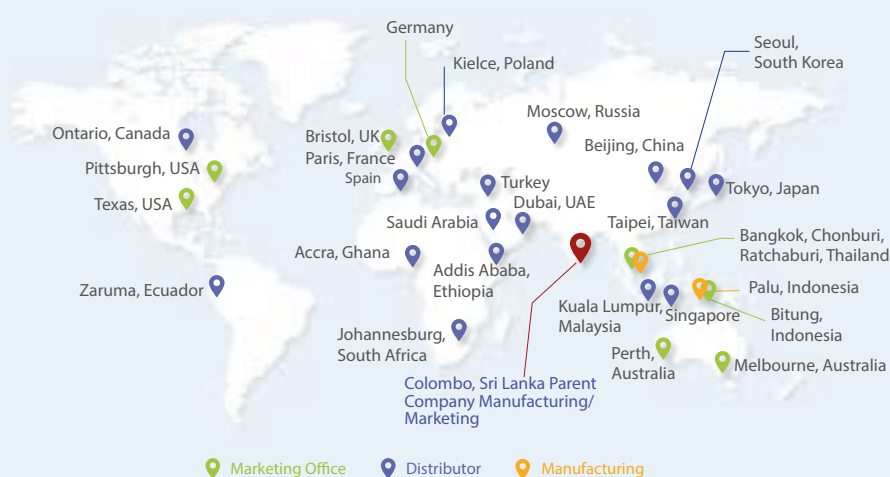 Germany
Kielce, Poland
Seoul,
South Korea
Ontario, Canada
Bristol, UK
Moscow, Russia
Beijing, China
Pittsburgh, USA
Paris, France
Spain
Turkey
Tokyo, Japan
Texas, USA
Dubai, UAE
Saudi Arabia
Taipei, Taiwan
Bangkok, Chonburi,
Ratchaburi, Thailand
Accra, Ghana
Addis Ababa,
Ethiopia
Zaruma, Ecuador
Kuala Lumpur,
Malaysia
Singapore
Palu, Indonesia
Bitung,
Indonesia
Johannesburg,
South Africa
Perth,
Australia
Melbourne, Australia
Colombo, Sri Lanka Parent
Company Manufacturing/
Marketing
Marketing Office
Distributor
Manufacturing